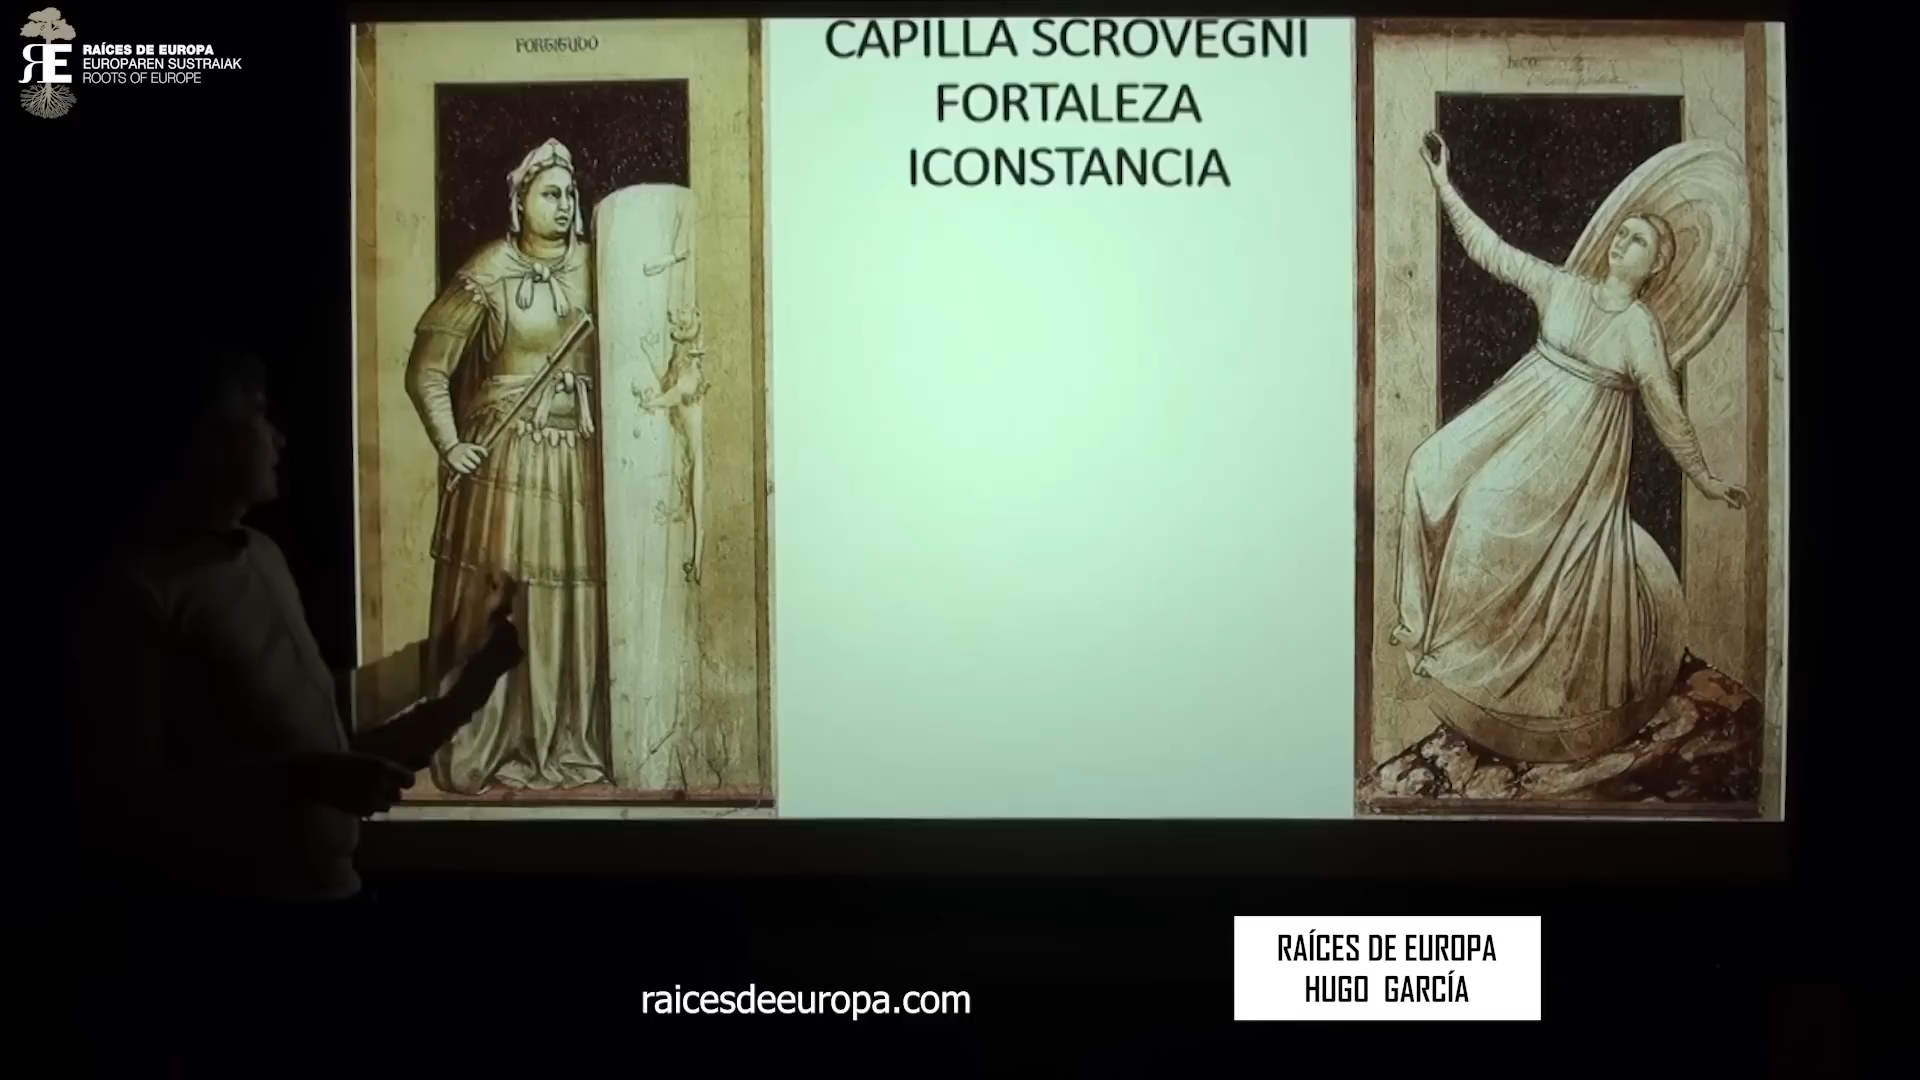 RAÍCES DE EUROPA
EUROPAREN SUSTRAIAK
ROOTS OF EUROPE
FORTITUDO
CAPILLA SCROVEGNI
FORTALEZA
ICONSTANCIA
RAÍCES DE EUROPA
HUGO GARCÍA
raicesdeeuropa.com